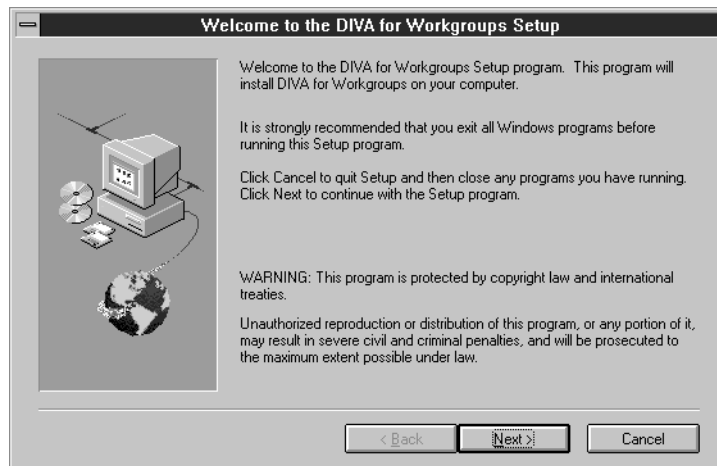 Welcome to the DIVA for Workgroups Setup
Welcome to the DIVA for Workgroups Setup program. This program will
install DIVA for Workgroups on your computer.
It is strongly recommended that you exit all Windows programs before
running this Setup program.
Click Cancel to quit Setup and then close any programs you have running.
Click Next to continue with the Setup program.
WARNING: This program is protected by copyright law and international
treaties.
Unauthorized reproduction or distribution of this program, or any portion of it,
may result in severe civil and criminal penalties, and will be prosecuted to
the maximum extent possible under law.
< Back Next > Cancel